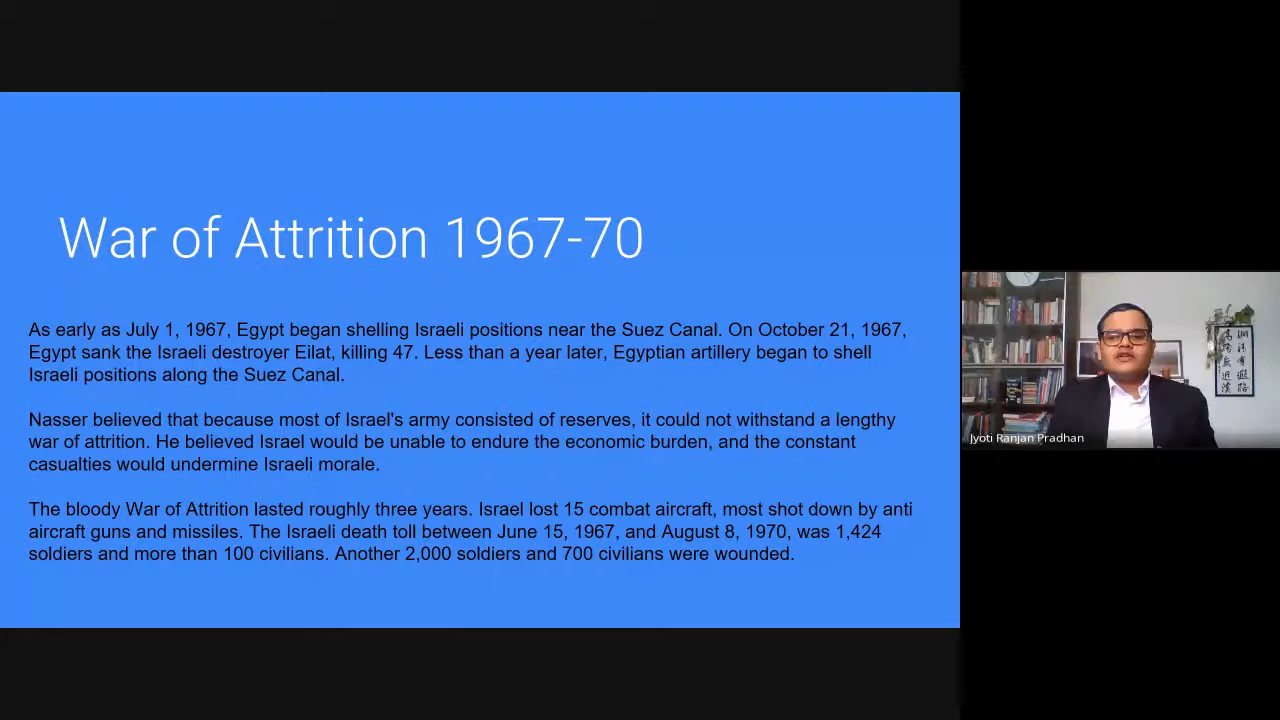 War of Attrition 1967-70
As early as July 1, 1967, Egypt began shelling Israeli positions near the Suez Canal. On October 21, 1967,
Egypt sank the Israeli destroyer Eilat, killing 47. Less than a year later, Egyptian artillery began to shell
Israeli positions along the Suez Canal.
Nasser believed that because most of Israel's army consisted of reserves, it could not withstand a lengthy
war of attrition. He believed Israel would be unable to endure the economic burden, and the constant
casualties would undermine Israeli morale.
The bloody War of Attrition lasted roughly three years. Israel lost 15 combat aircraft, most shot down by anti
aircraft guns and missiles. The Israeli death toll between June 15, 1967, and August 8, 1970, was 1,424
soldiers and more than 100 civilians. Another 2,000 soldiers and 700 civilians were wounded.
Jyoti Ranjan Pradhan